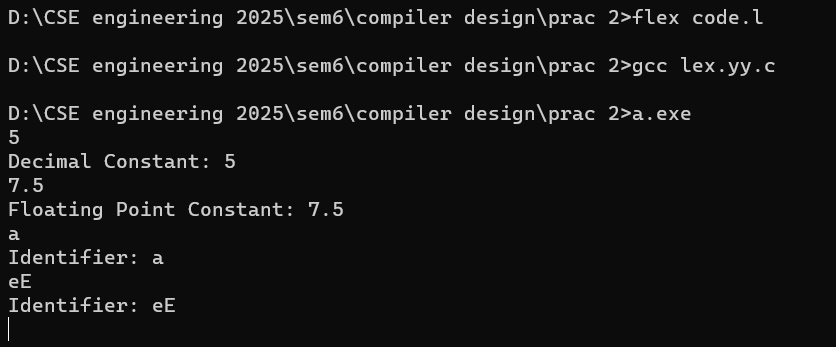 D:\CSE engineering 2025\sem6\compiler design\prac 2>flex code.l
D:\CSE engineering 2025\sem6\compiler design\prac 2>gcc lex.yy.c
D:\CSE engineering 2025\sem6\compiler design\prac 2>a.exe
5
Decimal Constant: 5
7.5
Floating Point Constant: 7.5
a
Identifier: a
eE
Identifier: eE